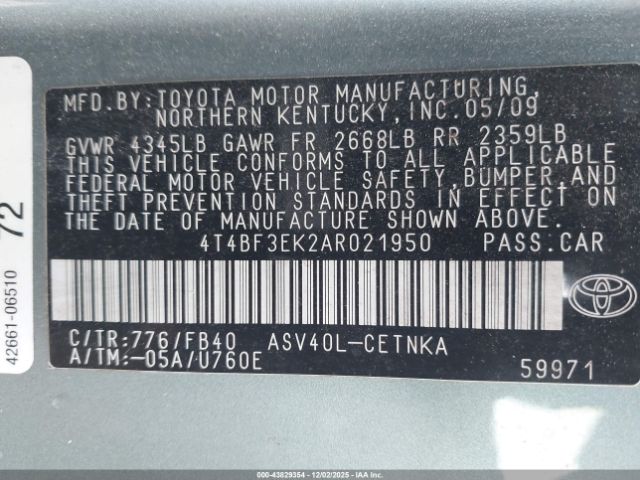 MFD.BY:TOYOTA MOTOR MANUFACTURING,
NORTHERN KENTUCKY,INC.05/09
GVWR 4345LB GAWR FR 2668LB RR 2359LB
THIS VEHICLE CONFORMS TO ALL APPLICABLE
FEDERAL MOTOR VEHICLE SAFETY,BUMPER,AND
THEFT PREVENTION STANDARDS IN EFFECT ON
THE DATE OF MANUFACTURE SHOWN ABOVE.
4T4BF3EK2AR021950 PASS.CAR
C/TR:776/FB40 ASV40L-CETNKA
A/TM:-05A/U760E
59971
TOYOTA
72
42661-06510
000-43829354 | 12/02/2025 - IAA, Inc.